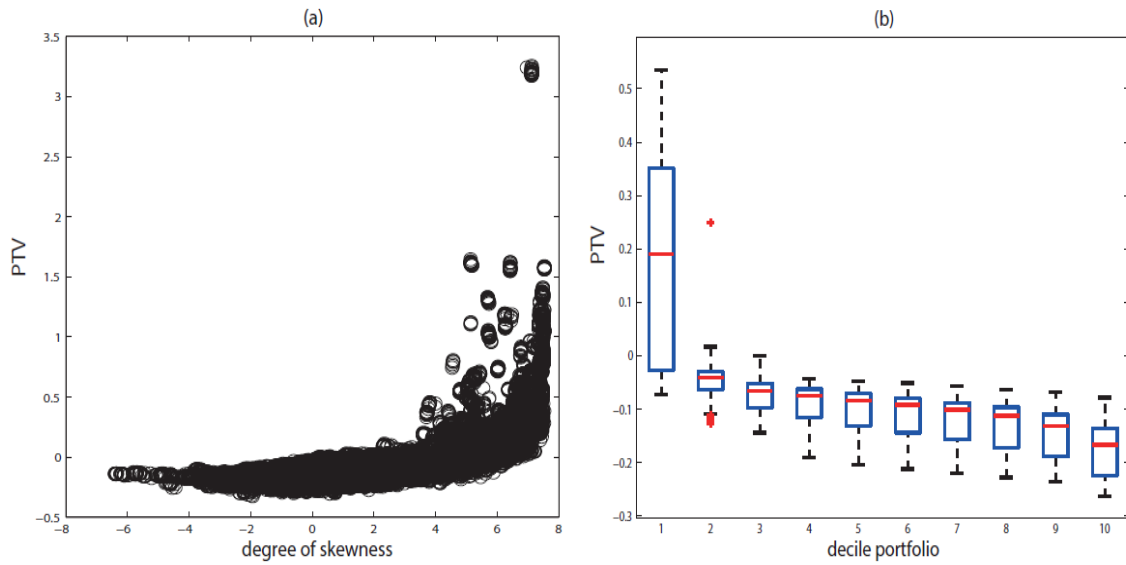 (a)
PTV
3.5
3
2.5
2
1.5
1
0.5
0
−0.5
−8 −6 −4 −2 0 2 4 6 8
degree of skewness
(b)
PTV
0.5
0.4
0.3
0.2
0.1
0
−0.1
−0.2
−0.3
1 2 3 4 5 6 7 8 9 10
decile portfolio